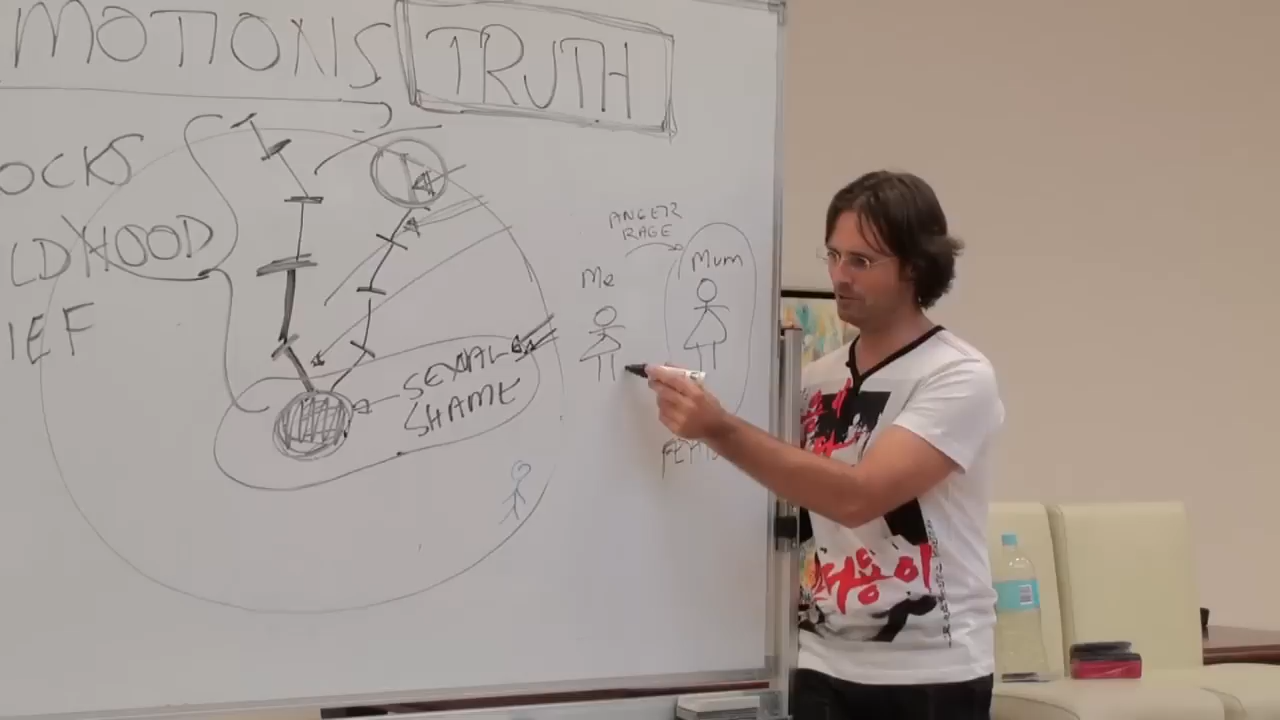 MOTIONS
TRUTH
OCKS
LDHOOD
IEF
SEXUAL
SHAME
ANGER
RAGE
Me
Mum